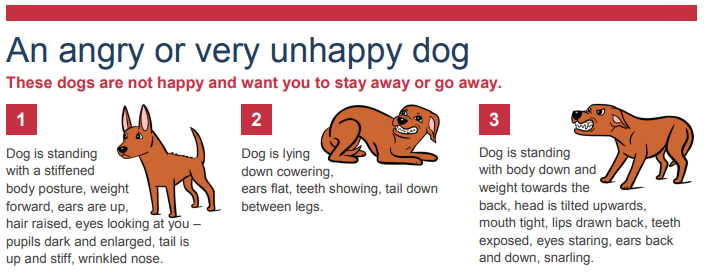 An angry or very unhappy dog
These dogs are not happy and want you to stay away or go away.
1
Dog is standing
with a stiffened
body posture, weight
forward, ears are up,
hair raised, eyes looking at you –
pupils dark and enlarged, tail is
up and stiff, wrinkled nose.
2
Dog is lying
down cowering,
ears flat, teeth showing, tail down
between legs.
3
Dog is standing
with body down and
weight towards the
back, head is tilted upwards,
mouth tight, lips drawn back, teeth
exposed, eyes staring, ears back
and down, snarling.